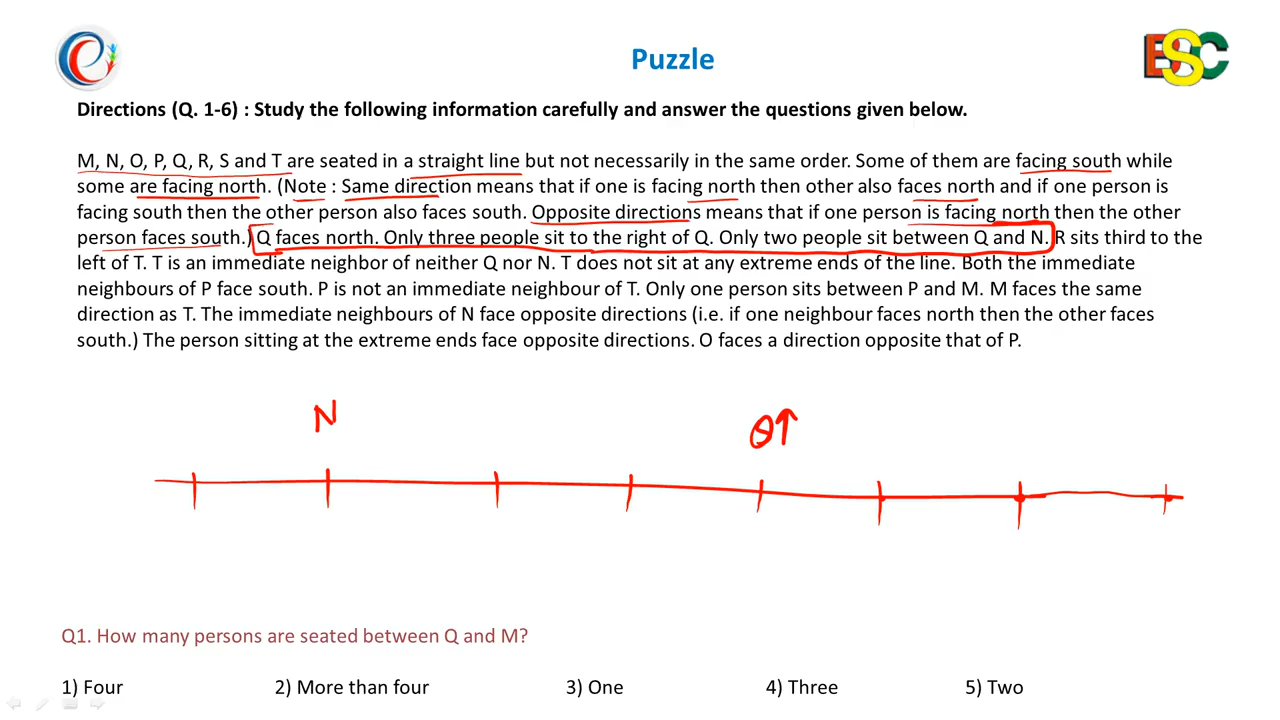 Puzzle
ESC
Directions (Q. 1-6) : Study the following information carefully and answer the questions given below.
M, N, O, P, Q, R, S and T are seated in a straight line but not necessarily in the same order. Some of them are facing south while
some are facing north. (Note : Same direction means that if one is facing north then other also faces north and if one person is
facing south then the other person also faces south. Opposite directions means that if one person is facing north then the other
person faces south.) Q faces north. Only three people sit to the right of Q. Only two people sit between Q and N. R sits third to the
left of T. T is an immediate neighbor of neither Q nor N. T does not sit at any extreme ends of the line. Both the immediate
neighbours of P face south. P is not an immediate neighbour of T. Only one person sits between P and M. M faces the same
direction as T. The immediate neighbours of N face opposite directions (i.e. if one neighbour faces north then the other faces
south.) The person sitting at the extreme ends face opposite directions. O faces a direction opposite that of P.
N
Q↑
Q1. How many persons are seated between Q and M?
1) Four 2) More than four 3) One 4) Three 5) Two